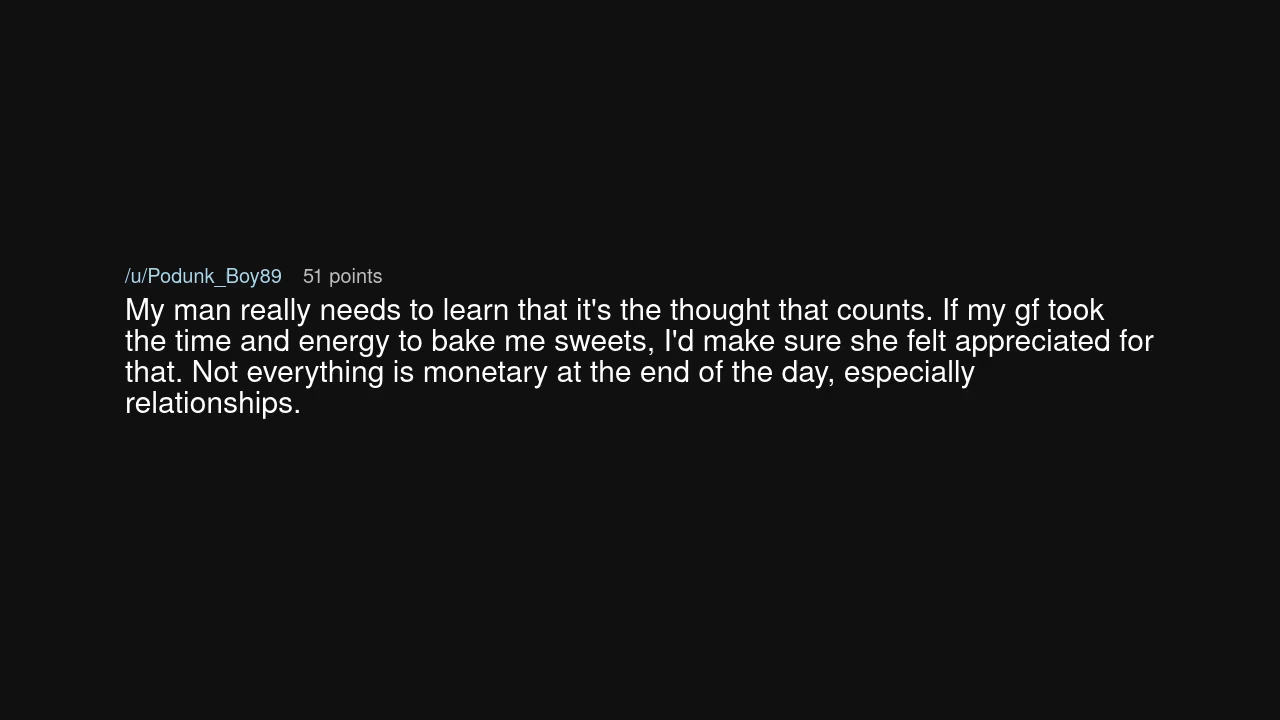 /u/Podunk_Boy89 51 points
My man really needs to learn that it's the thought that counts. If my gf took
the time and energy to bake me sweets, I'd make sure she felt appreciated for
that. Not everything is monetary at the end of the day, especially
relationships.